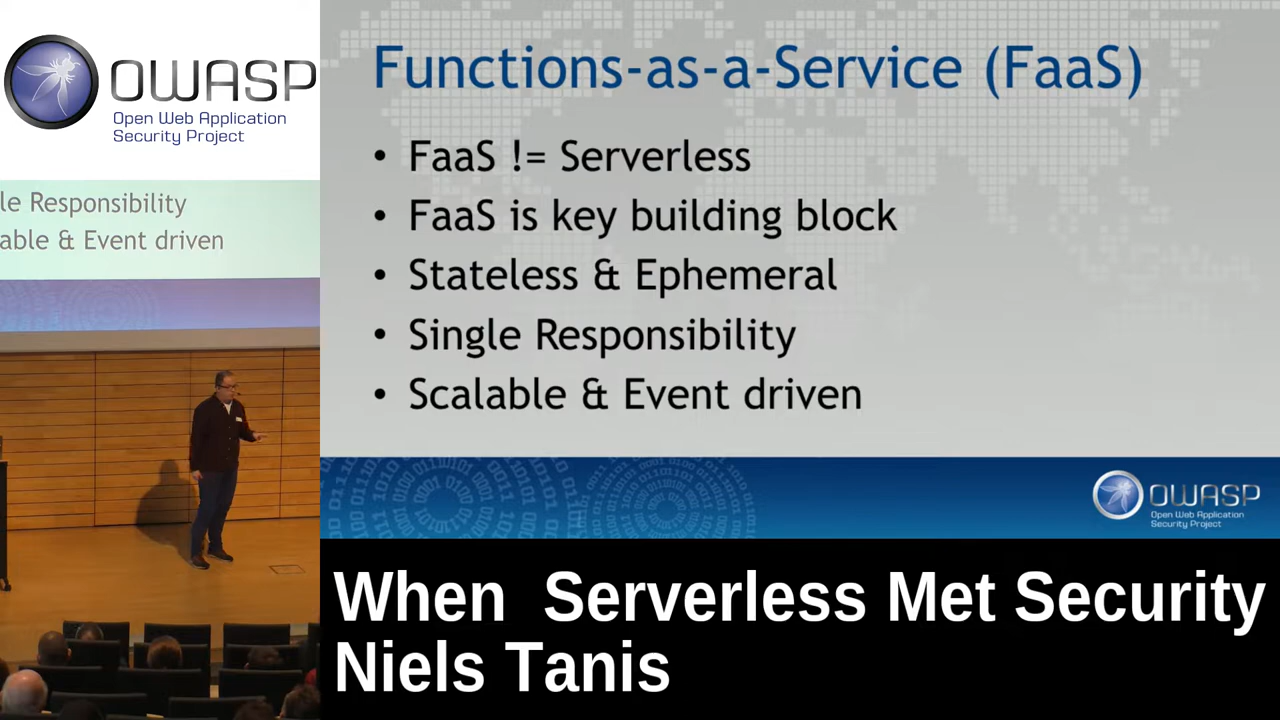 OWASP
Open Web Application
Security Project
le Responsibility
able & Event driven
Functions-as-a-Service (FaaS)
• FaaS != Serverless
• FaaS is key building block
• Stateless & Ephemeral
• Single Responsibility
• Scalable & Event driven
OWASP
Open Web Application
Security Project
When  Serverless Met Security
Niels Tanis